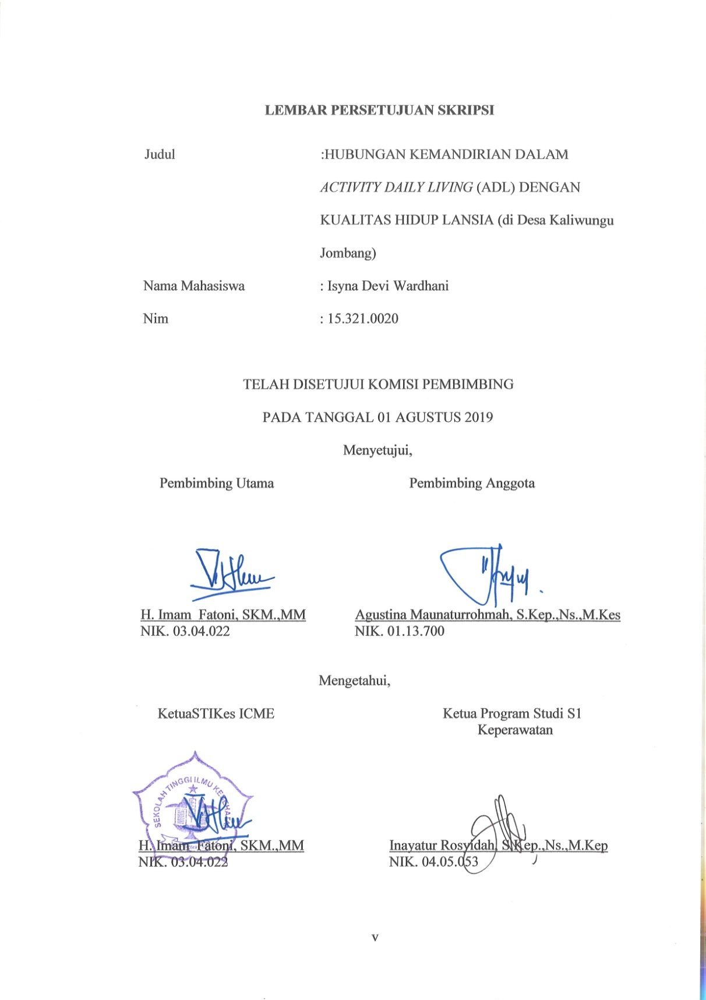 LEMBAR PERSETUJUAN SKRIPSI
Judul :HUBUNGAN KEMANDIRIAN DALAM
ACTIVITY DAILY LIVING (ADL) DENGAN
KUALITAS HIDUP LANSIA (di Desa Kaliwungu
Jombang)
Nama Mahasiswa : Isyna Devi Wardhani
Nim : 15.321.0020
TELAH DISETUJUI KOMISI PEMBIMBING
PADA TANGGAL 01 AGUSTUS 2019
Menyetujui,
Pembimbing Utama Pembimbing Anggota
H. Imam Fatoni, SKM.,MM Agustina Maunaturrohmah, S.Kep.,Ns.,M.Kes
NIK. 03.04.022 NIK. 01.13.700
Mengetahui,
KetuaSTIKes ICME Ketua Program Studi S1
Keperawatan
SEKOLAH TINGGI ILMU
H. Imam Fatoni, SKM.,MM Inayatur Rosyidah, S.Kep.,Ns.,M.Kep
NIK. 03.04.022 NIK. 04.05.053
v